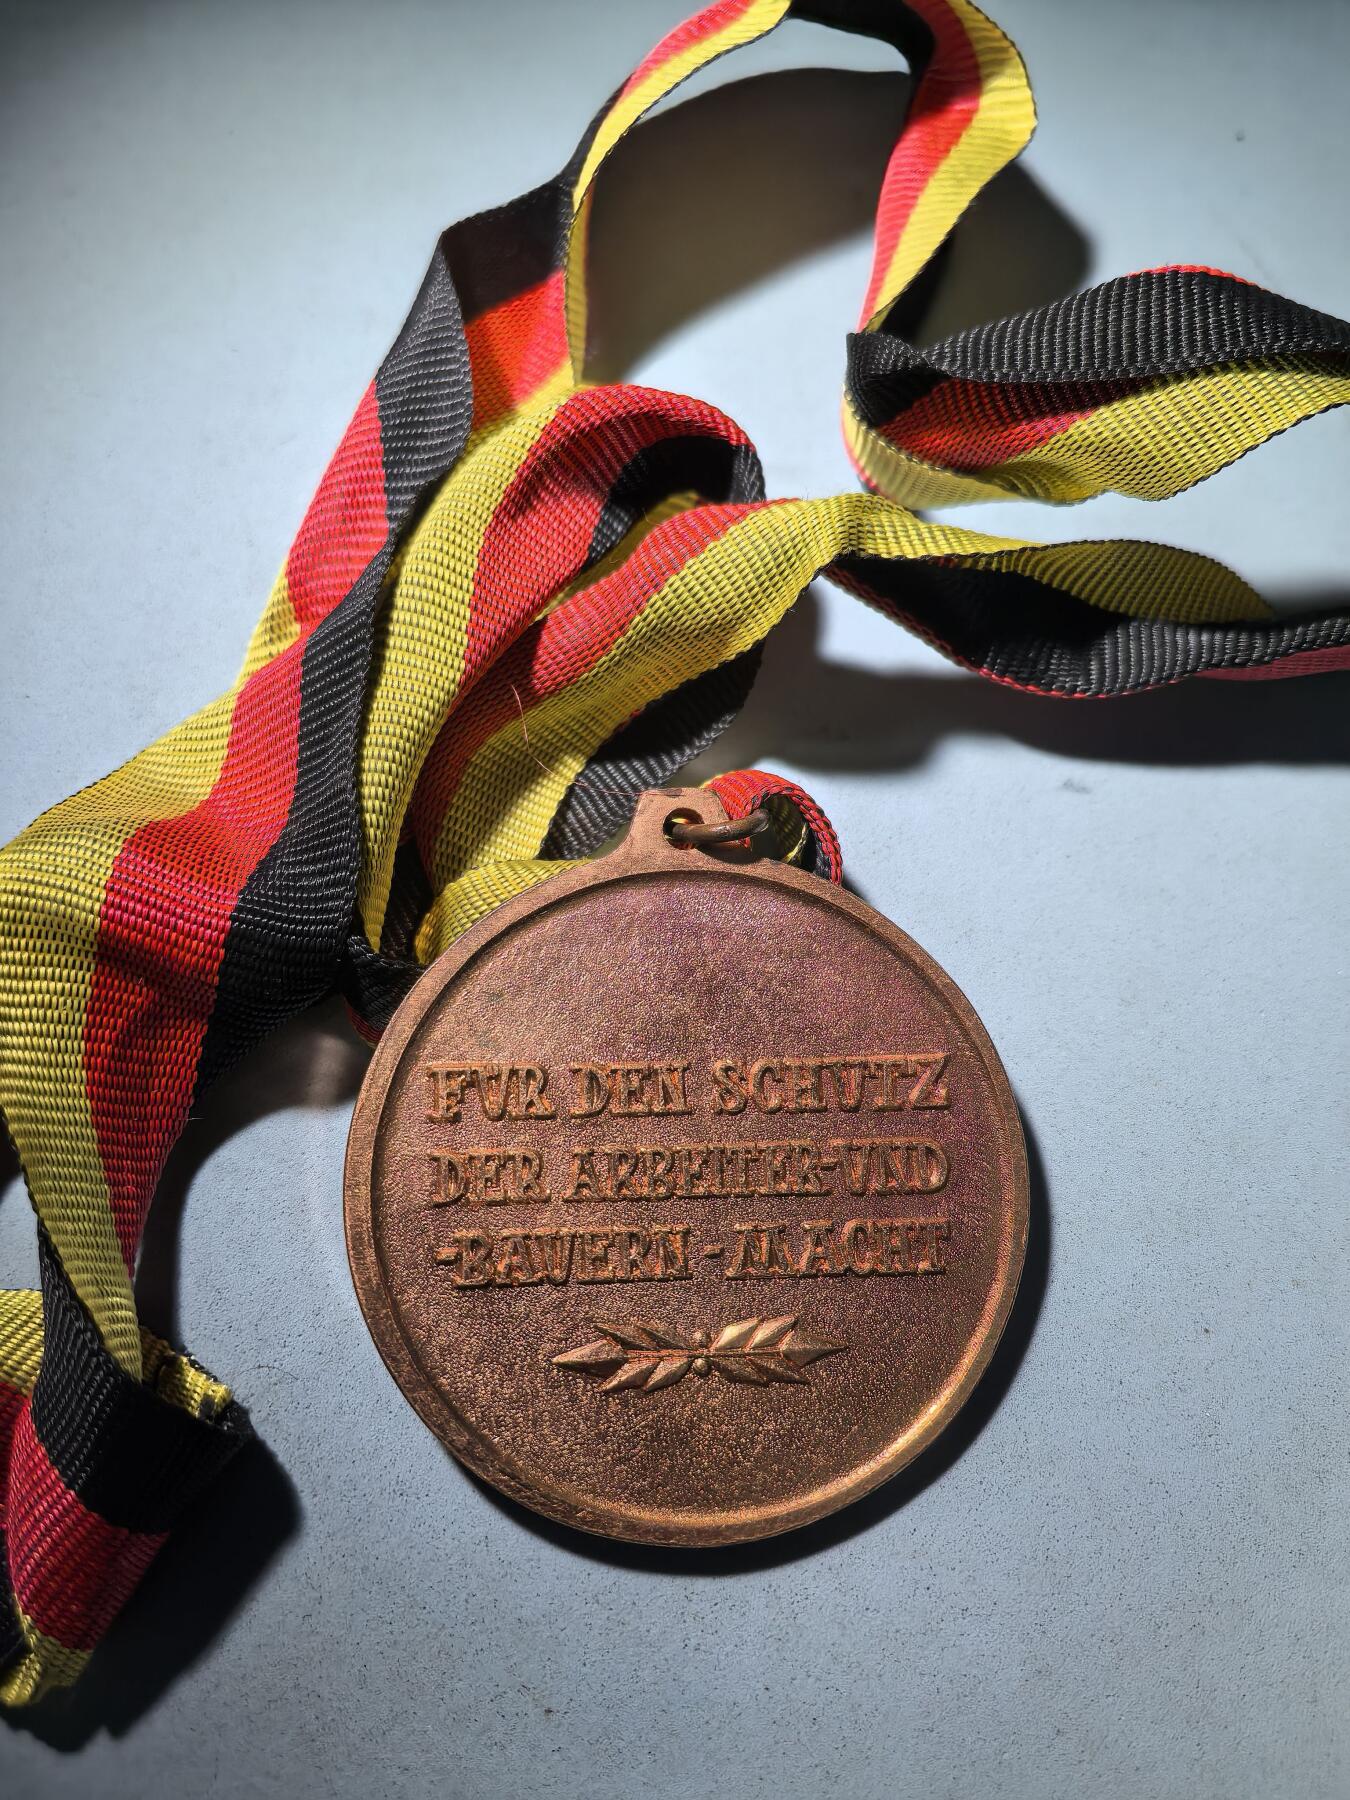 FÜR DEN SCHUTZ
DER ARBEITER-UND
-BAUERN-MACHT